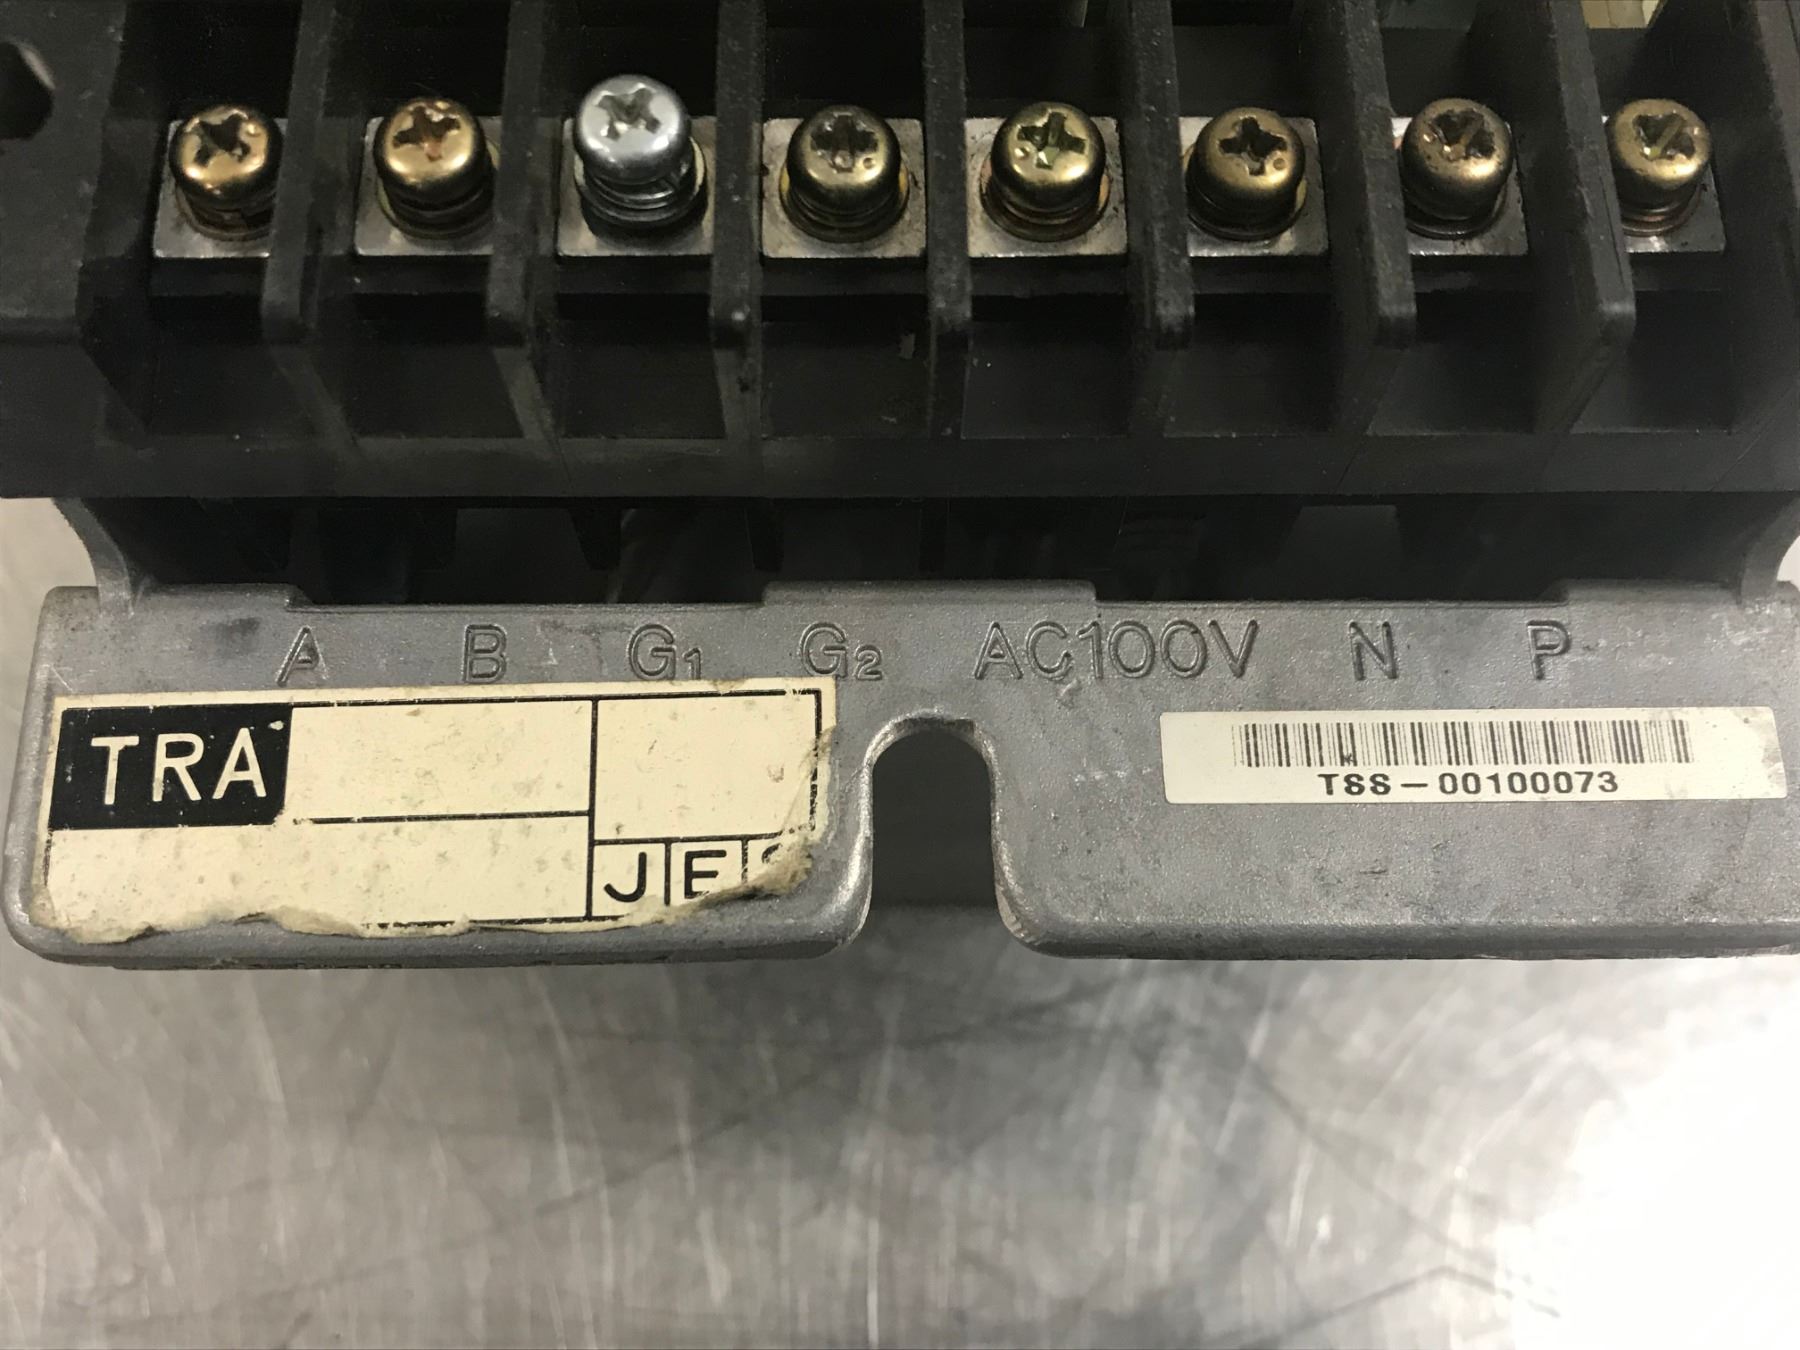 A B G1 G2 AC100V N P
TRA
TSS-00100073
JE